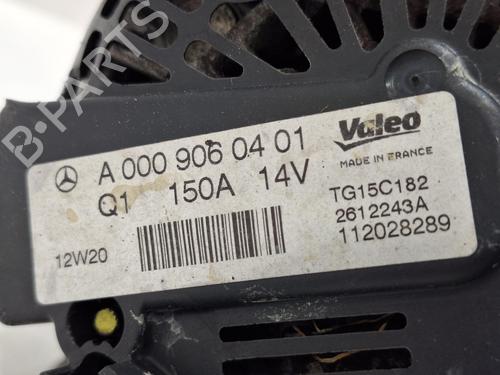 B-PARTS
A 000 906 04 01
Q1 150A 14V
12W20
Valeo
MADE IN FRANCE
TG15C182
2612243A
112028289